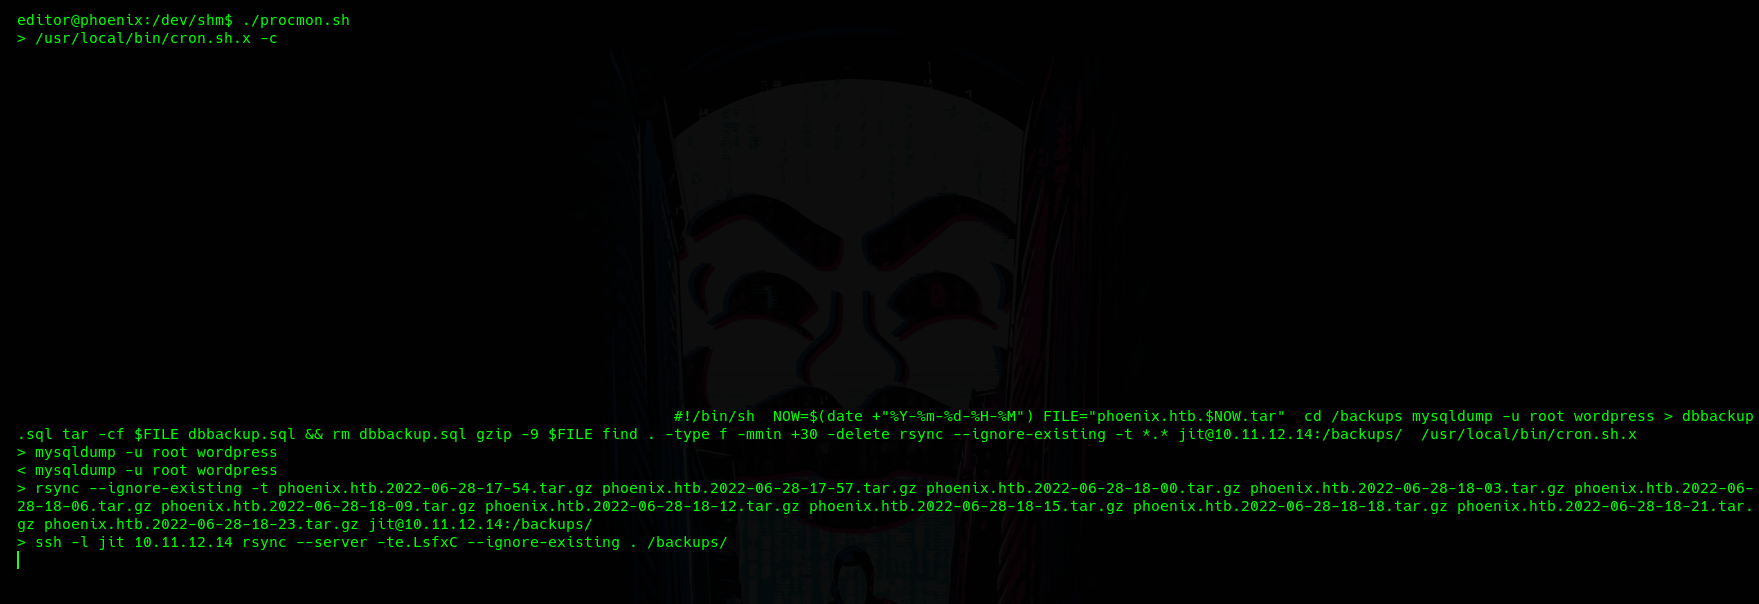 editor@phoenix:/dev/shm$ ./procmon.sh
> /usr/local/bin/cron.sh.x -c
#!/bin/sh  NOW=$(date +"%Y-%m-%d-%H-%M") FILE="phoenix.htb.$NOW.tar"  cd /backups mysqldump -u root wordpress > dbbackup
.sql tar -cf $FILE dbbackup.sql && rm dbbackup.sql gzip -9 $FILE find . -type f -mmin +30 -delete rsync --ignore-existing -t *.* jit@10.11.12.14:/backups/  /usr/local/bin/cron.sh.x
> mysqldump -u root wordpress
< mysqldump -u root wordpress
> rsync --ignore-existing -t phoenix.htb.2022-06-28-17-54.tar.gz phoenix.htb.2022-06-28-17-57.tar.gz phoenix.htb.2022-06-28-18-00.tar.gz phoenix.htb.2022-06-28-18-03.tar.gz phoenix.htb.2022-06-
28-18-06.tar.gz phoenix.htb.2022-06-28-18-09.tar.gz phoenix.htb.2022-06-28-18-12.tar.gz phoenix.htb.2022-06-28-18-15.tar.gz phoenix.htb.2022-06-28-18-18.tar.gz phoenix.htb.2022-06-28-18-21.tar.
gz phoenix.htb.2022-06-28-18-23.tar.gz jit@10.11.12.14:/backups/
> ssh -l jit 10.11.12.14 rsync --server -te.LsfxC --ignore-existing . /backups/